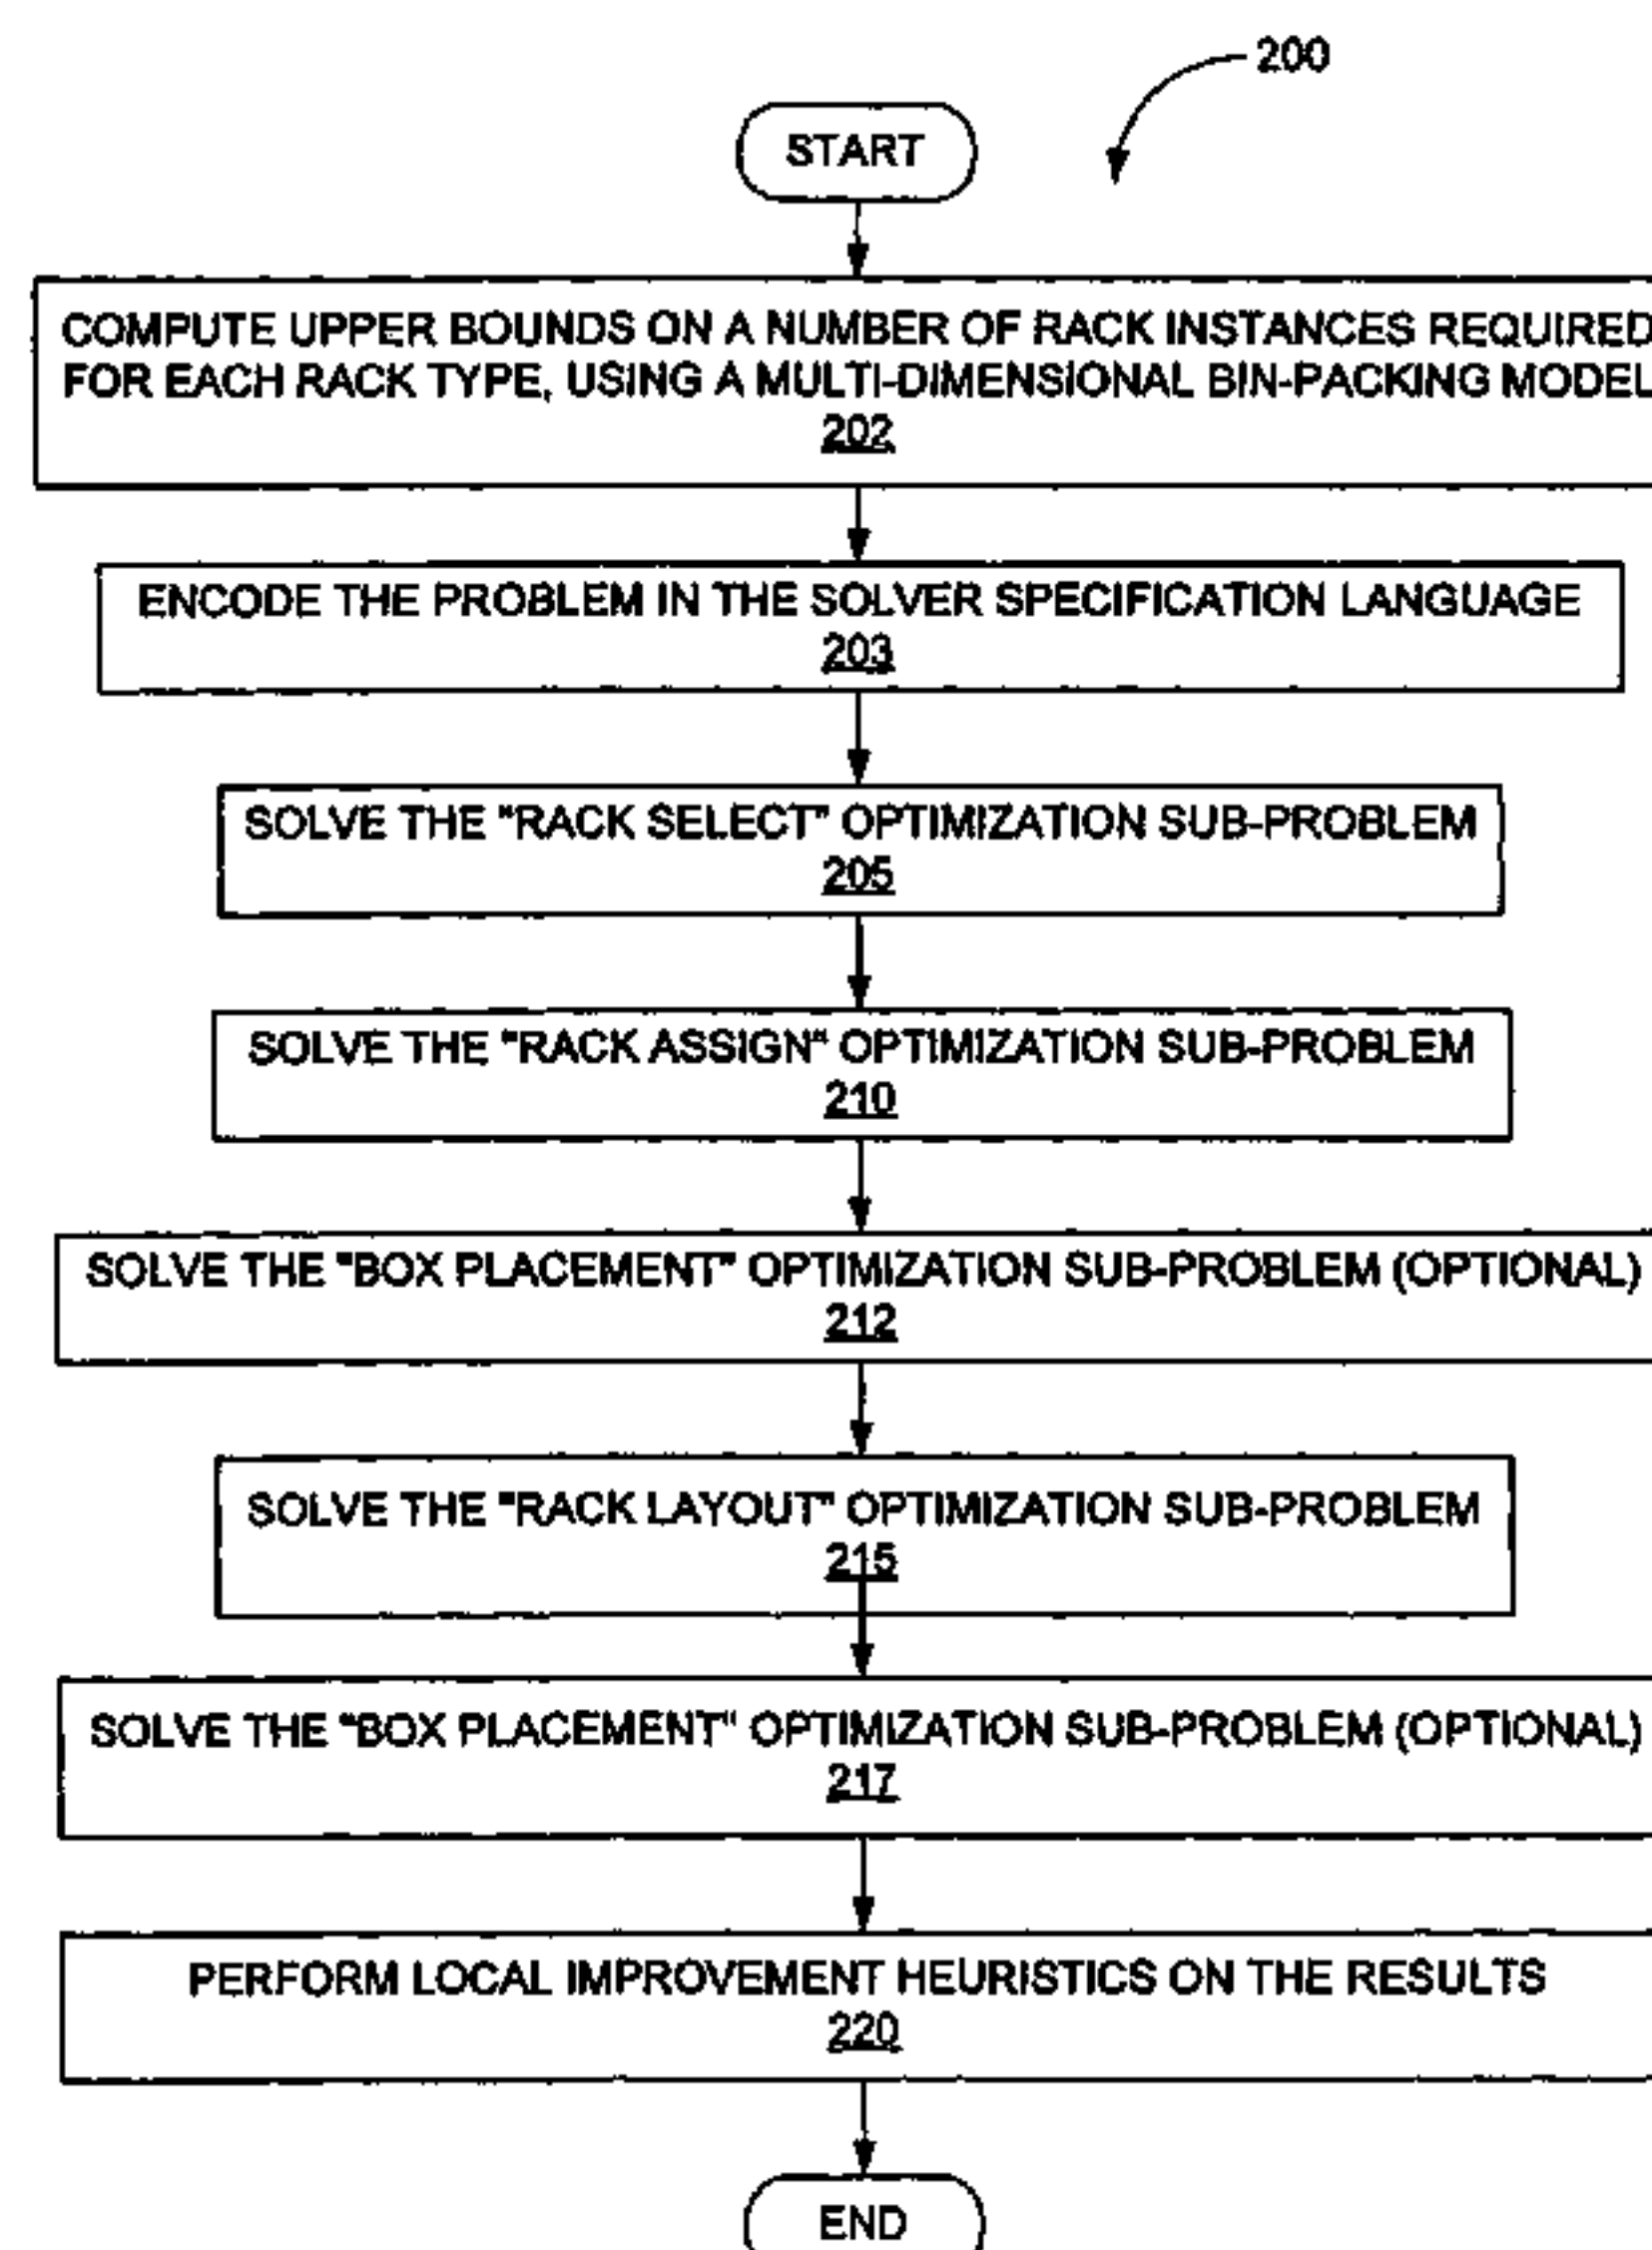 200
START
COMPUTE UPPER BOUNDS ON A NUMBER OF RACK INSTANCES REQUIRED
FOR EACH RACK TYPE, USING A MULTI-DIMENSIONAL BIN-PACKING MODEL
202
ENCODE THE PROBLEM IN THE SOLVER SPECIFICATION LANGUAGE
203
SOLVE THE "RACK SELECT" OPTIMIZATION SUB-PROBLEM
205
SOLVE THE "RACK ASSIGN" OPTIMIZATION SUB-PROBLEM
210
SOLVE THE "BOX PLACEMENT" OPTIMIZATION SUB-PROBLEM (OPTIONAL)
212
SOLVE THE "RACK LAYOUT" OPTIMIZATION SUB-PROBLEM
215
SOLVE THE "BOX PLACEMENT" OPTIMIZATION SUB-PROBLEM (OPTIONAL)
217
PERFORM LOCAL IMPROVEMENT HEURISTICS ON THE RESULTS
220
END